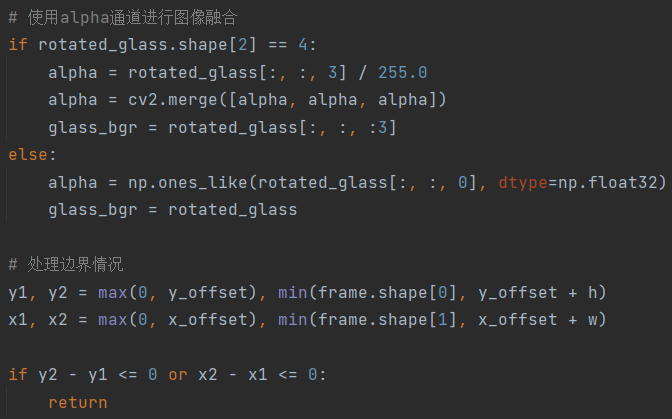 # 使用alpha通道进行图像融合
if rotated_glass.shape[2] == 4:
    alpha = rotated_glass[:, :, 3] / 255.0
    alpha = cv2.merge([alpha, alpha, alpha])
    glass_bgr = rotated_glass[:, :, :3]
else:
    alpha = np.ones_like(rotated_glass[:, :, 0], dtype=np.float32)
    glass_bgr = rotated_glass

# 处理边界情况
y1, y2 = max(0, y_offset), min(frame.shape[0], y_offset + h)
x1, x2 = max(0, x_offset), min(frame.shape[1], x_offset + w)

if y2 - y1 <= 0 or x2 - x1 <= 0:
    return